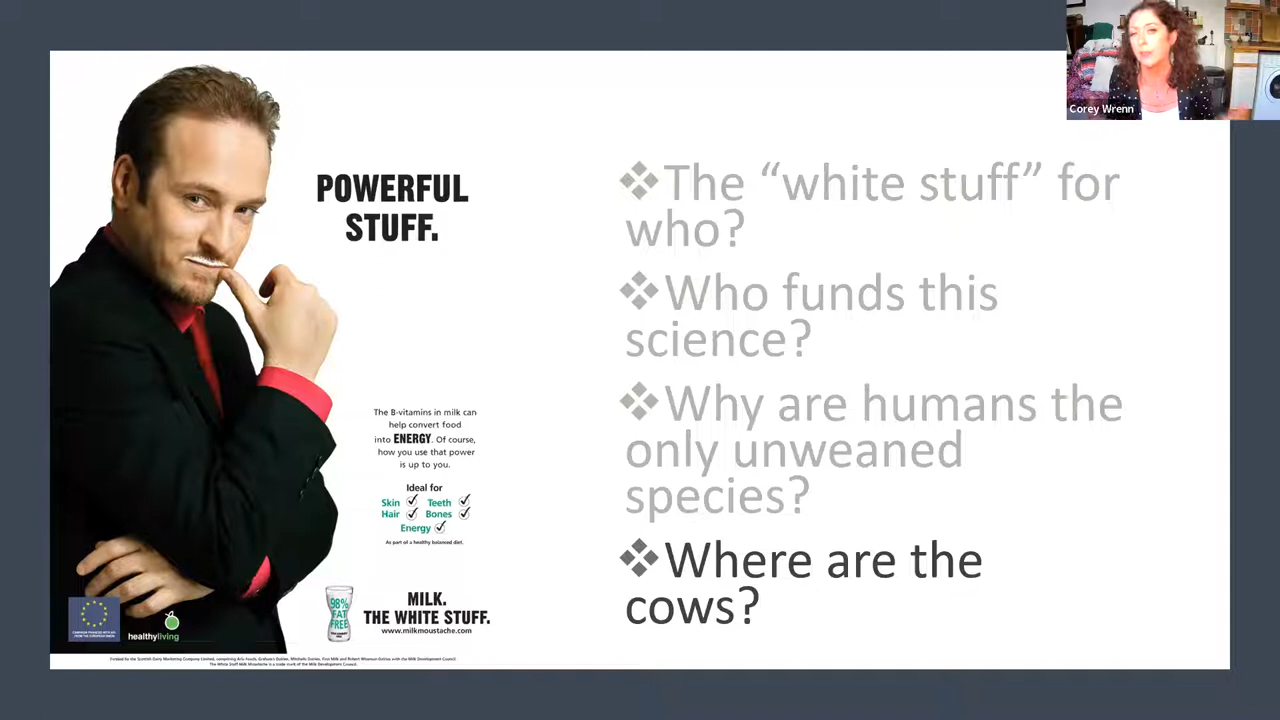 Corey Wrenn
POWERFUL
STUFF.
The B-vitamins in milk can
help convert food
into ENERGY. Of course,
how you use that power
is up to you.
Ideal for
Skin ✓ Teeth ✓
Hair ✓ Bones ✓
Energy ✓
As part of a healthy balanced diet.
98%
FAT
FREE
MILK.
THE WHITE STUFF.
www.milkmoustache.com
healthyliving
❖The “white stuff” for
who?
❖Who funds this
science?
❖Why are humans the
only unweaned
species?
❖Where are the
cows?